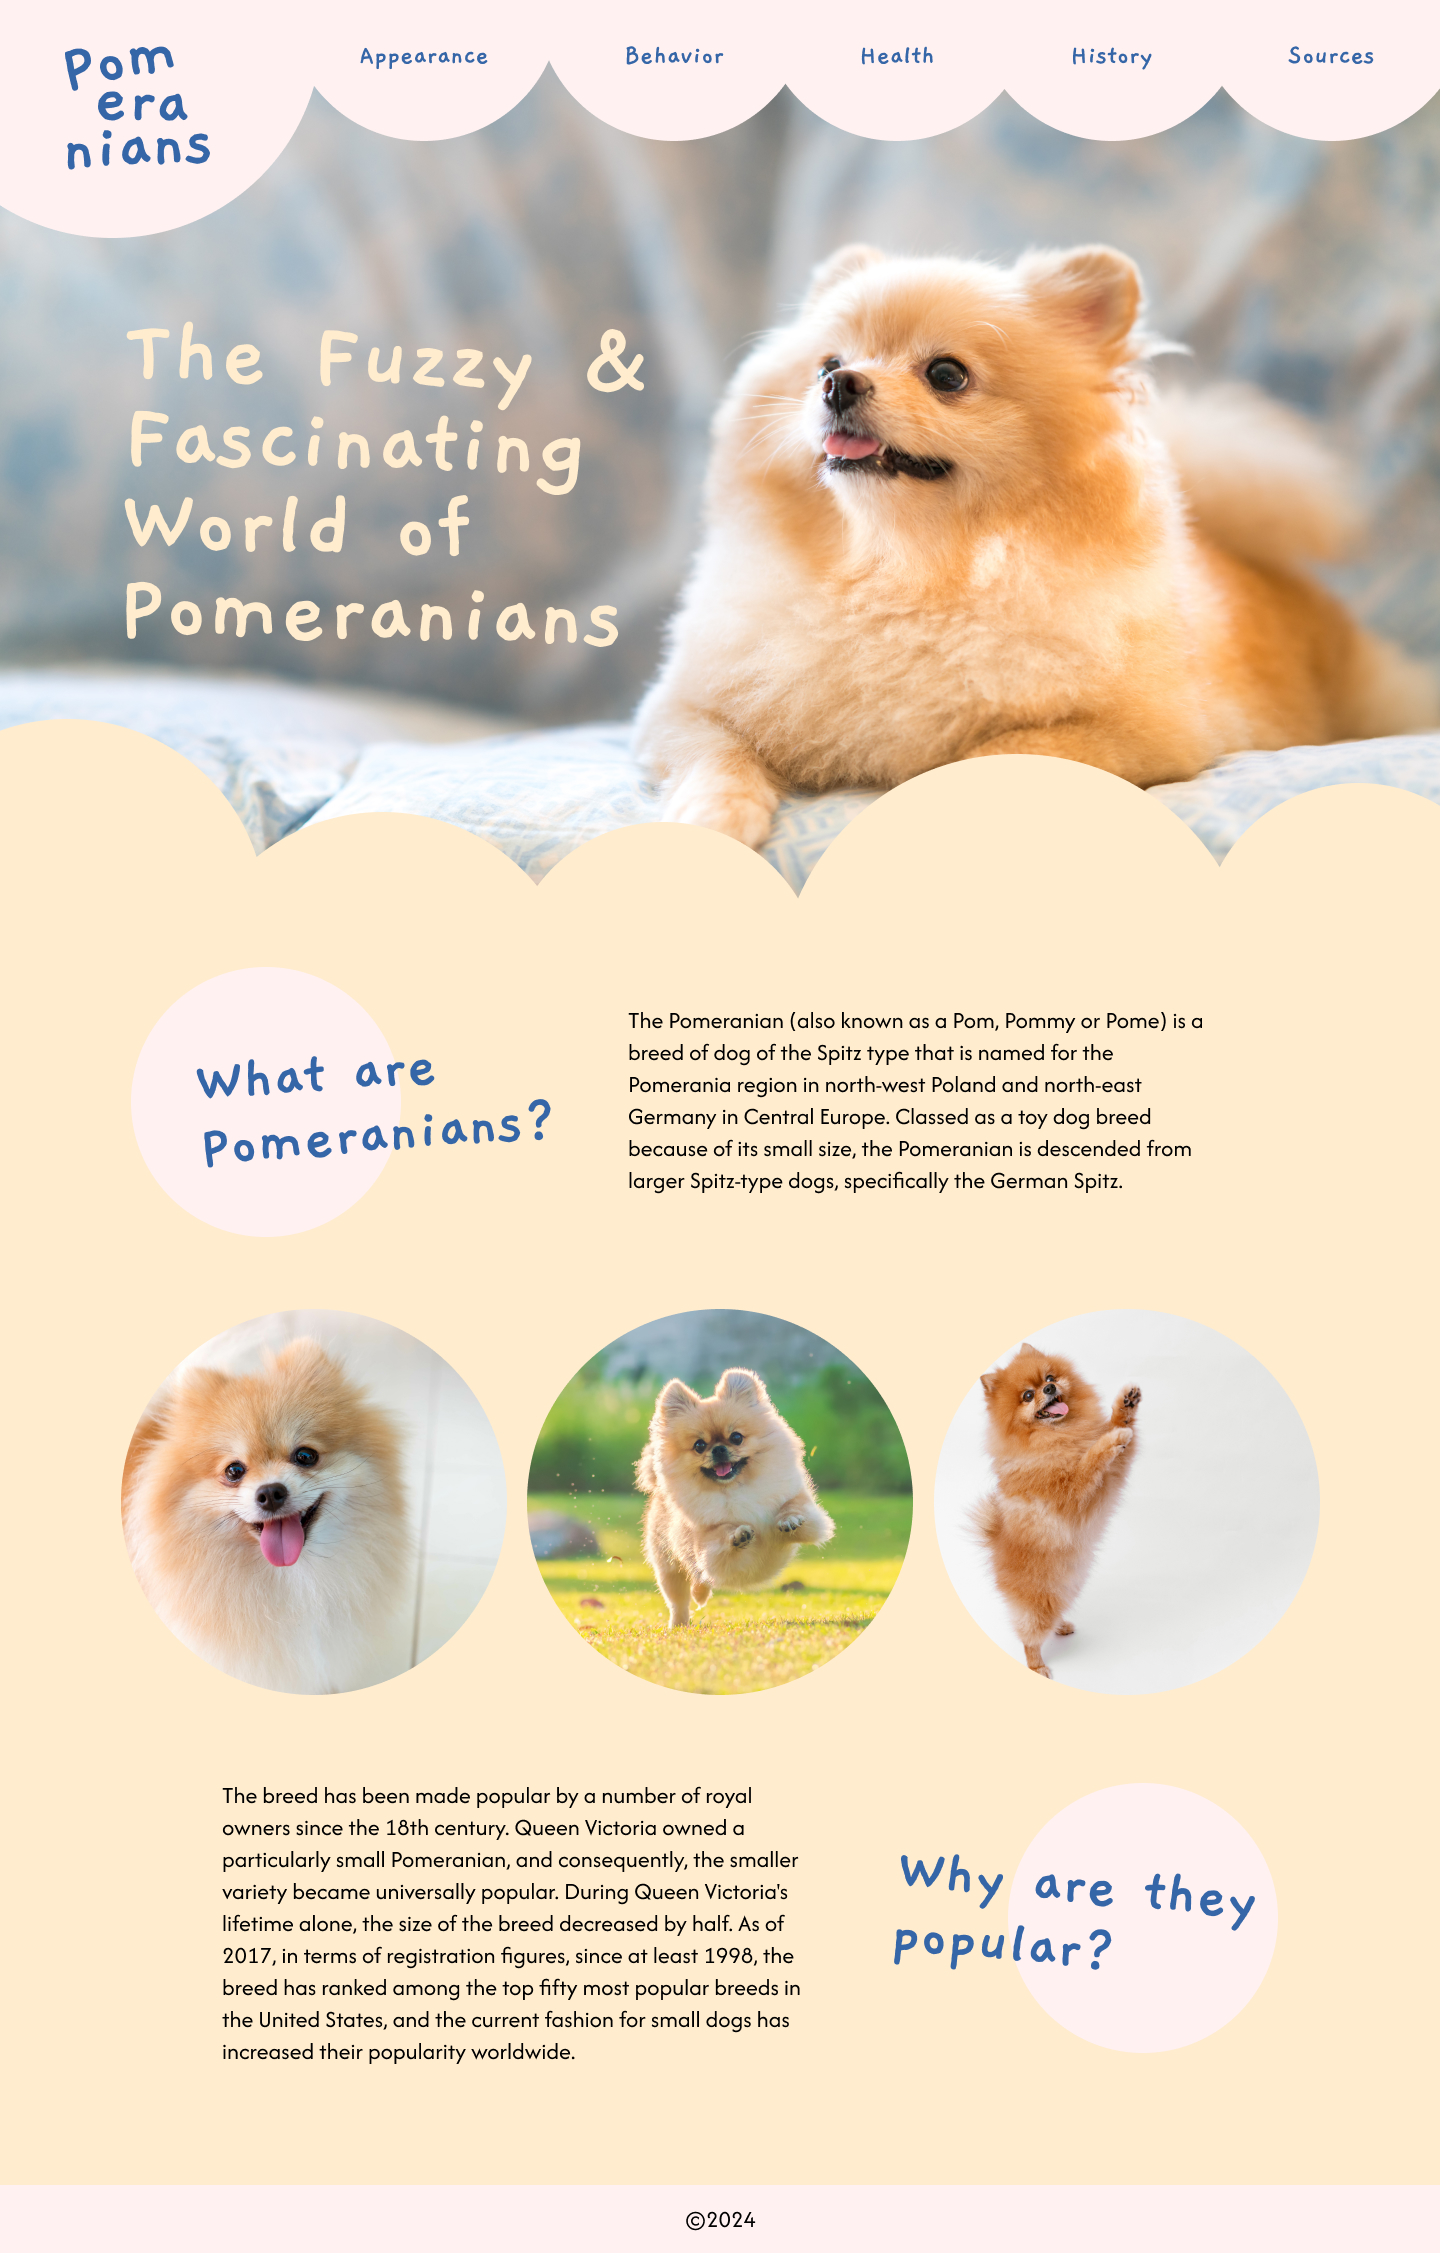 Pom
era
nians
Appearance
Behavior
Health
History
Sources
The Fuzzy &
Fascinating
World of
Pomeranians
What are
Pomeranians?
The Pomeranian (also known as a Pom, Pommy or Pome) is a
breed of dog of the Spitz type that is named for the
Pomerania region in north-west Poland and north-east
Germany in Central Europe. Classed as a toy dog breed
because of its small size, the Pomeranian is descended from
larger Spitz-type dogs, specifically the German Spitz.
The breed has been made popular by a number of royal
owners since the 18th century. Queen Victoria owned a
particularly small Pomeranian, and consequently, the smaller
variety became universally popular. During Queen Victoria's
lifetime alone, the size of the breed decreased by half. As of
2017, in terms of registration figures, since at least 1998, the
breed has ranked among the top fifty most popular breeds in
the United States, and the current fashion for small dogs has
increased their popularity worldwide.
Why are they
popular?
©2024